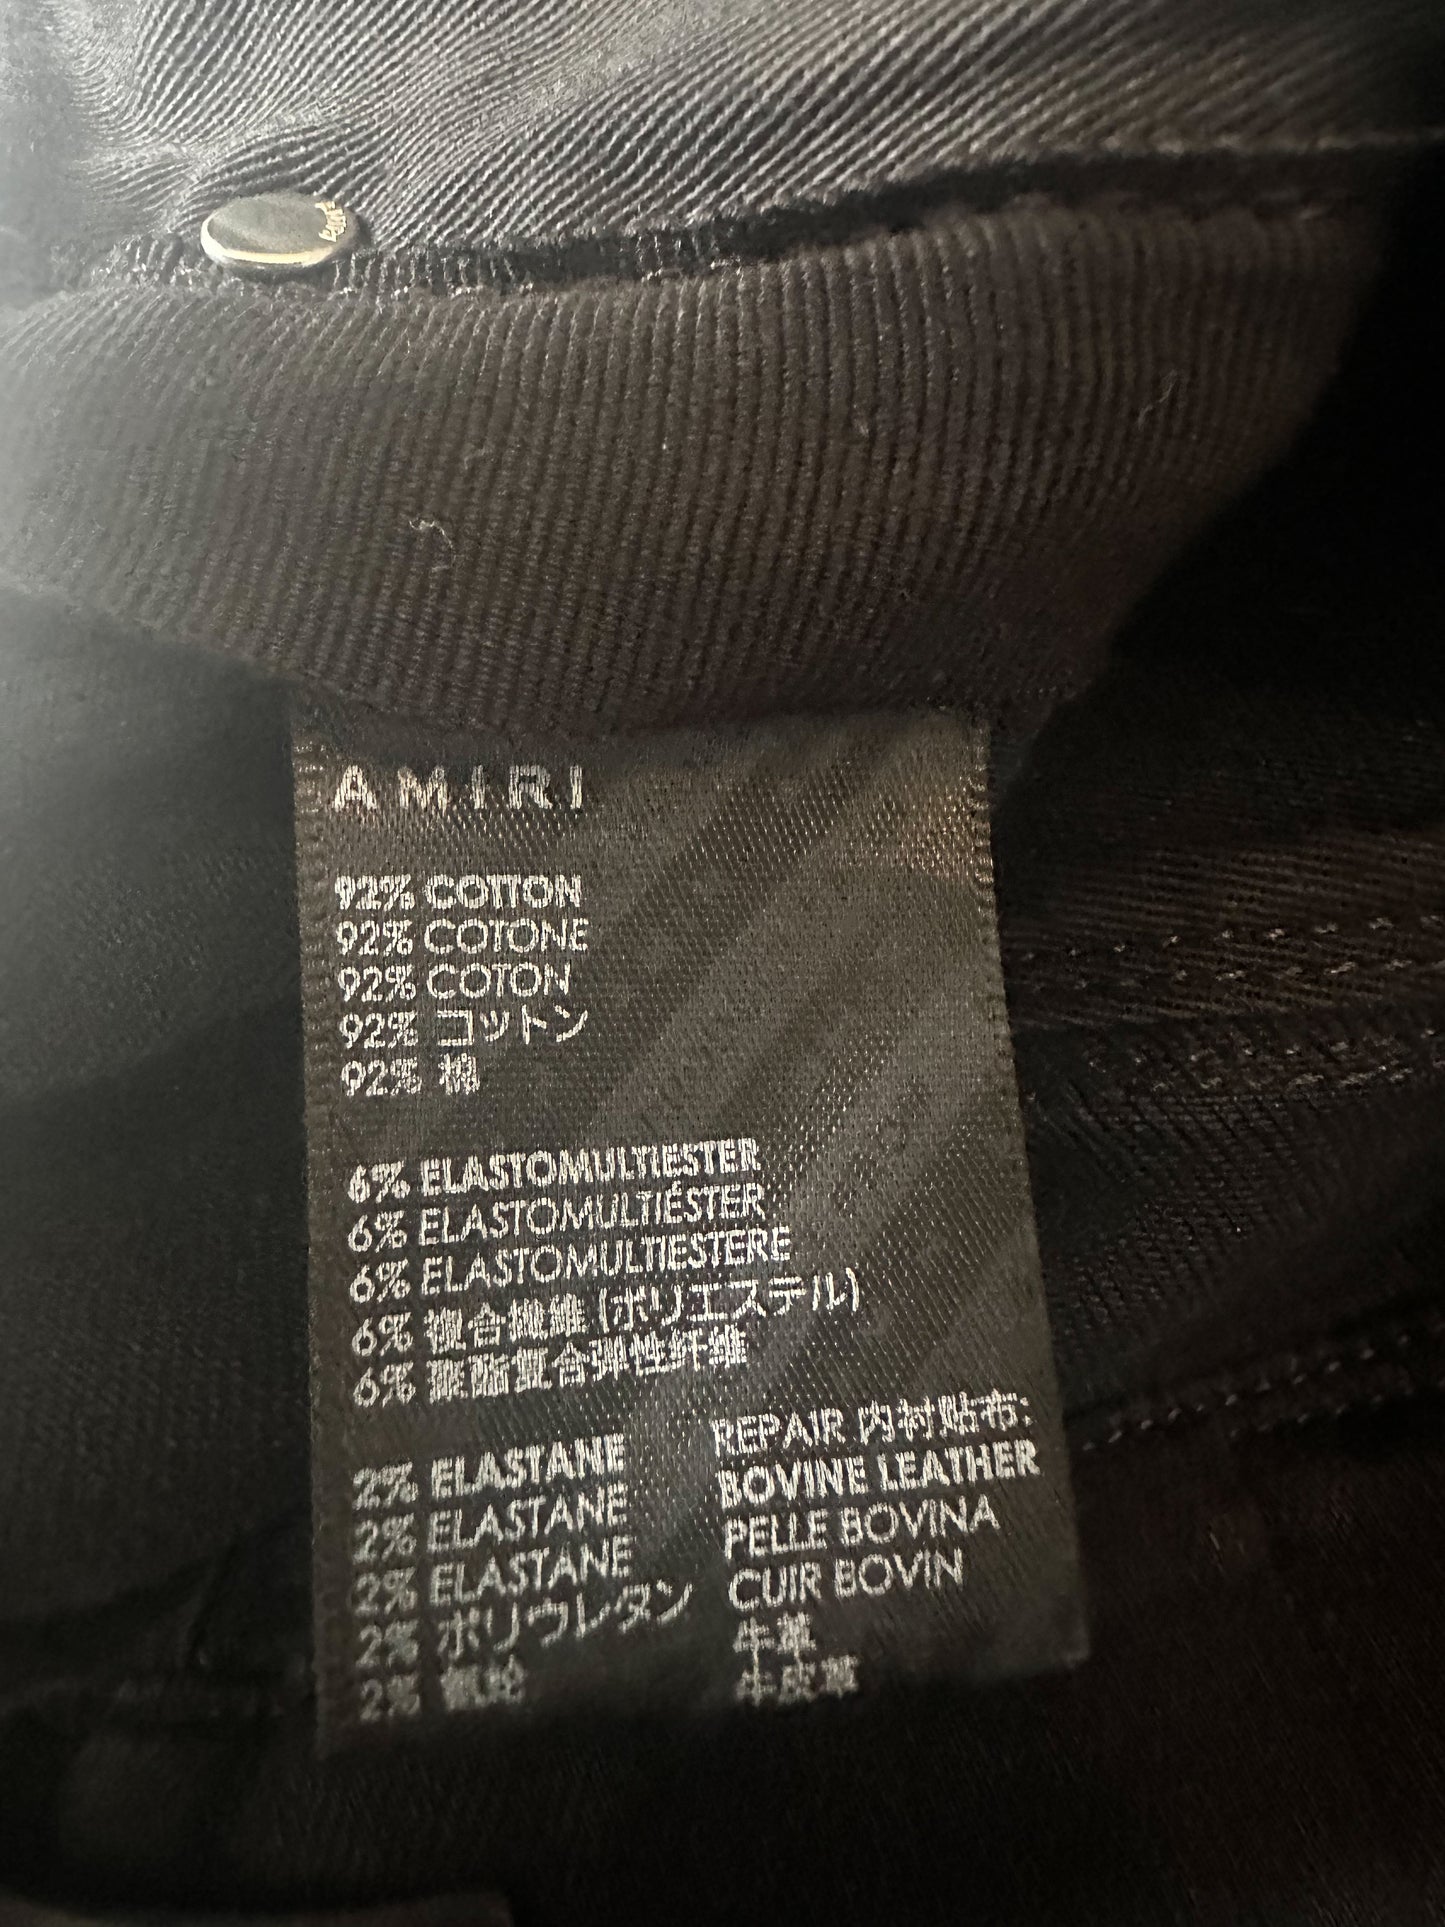 AMIRI
92% COTTON
92% COTONE
92% COTON
92% コットン
92% 棉
6% ELASTOMULTIESTER
6% ELASTOMULTIÉSTER
6% ELASTOMULTIESTERE
6% 複合繊維 (ポリエステル)
6% 聚脂复合弹性纤维
2% ELASTANE
2% ELASTANE
2% ELASTANE
2% ポリウレタン
2% 氨纶
REPAIR 内衬贴布:
BOVINE LEATHER
PELLE BOVINA
CUIR BOVIN
牛革
牛皮革